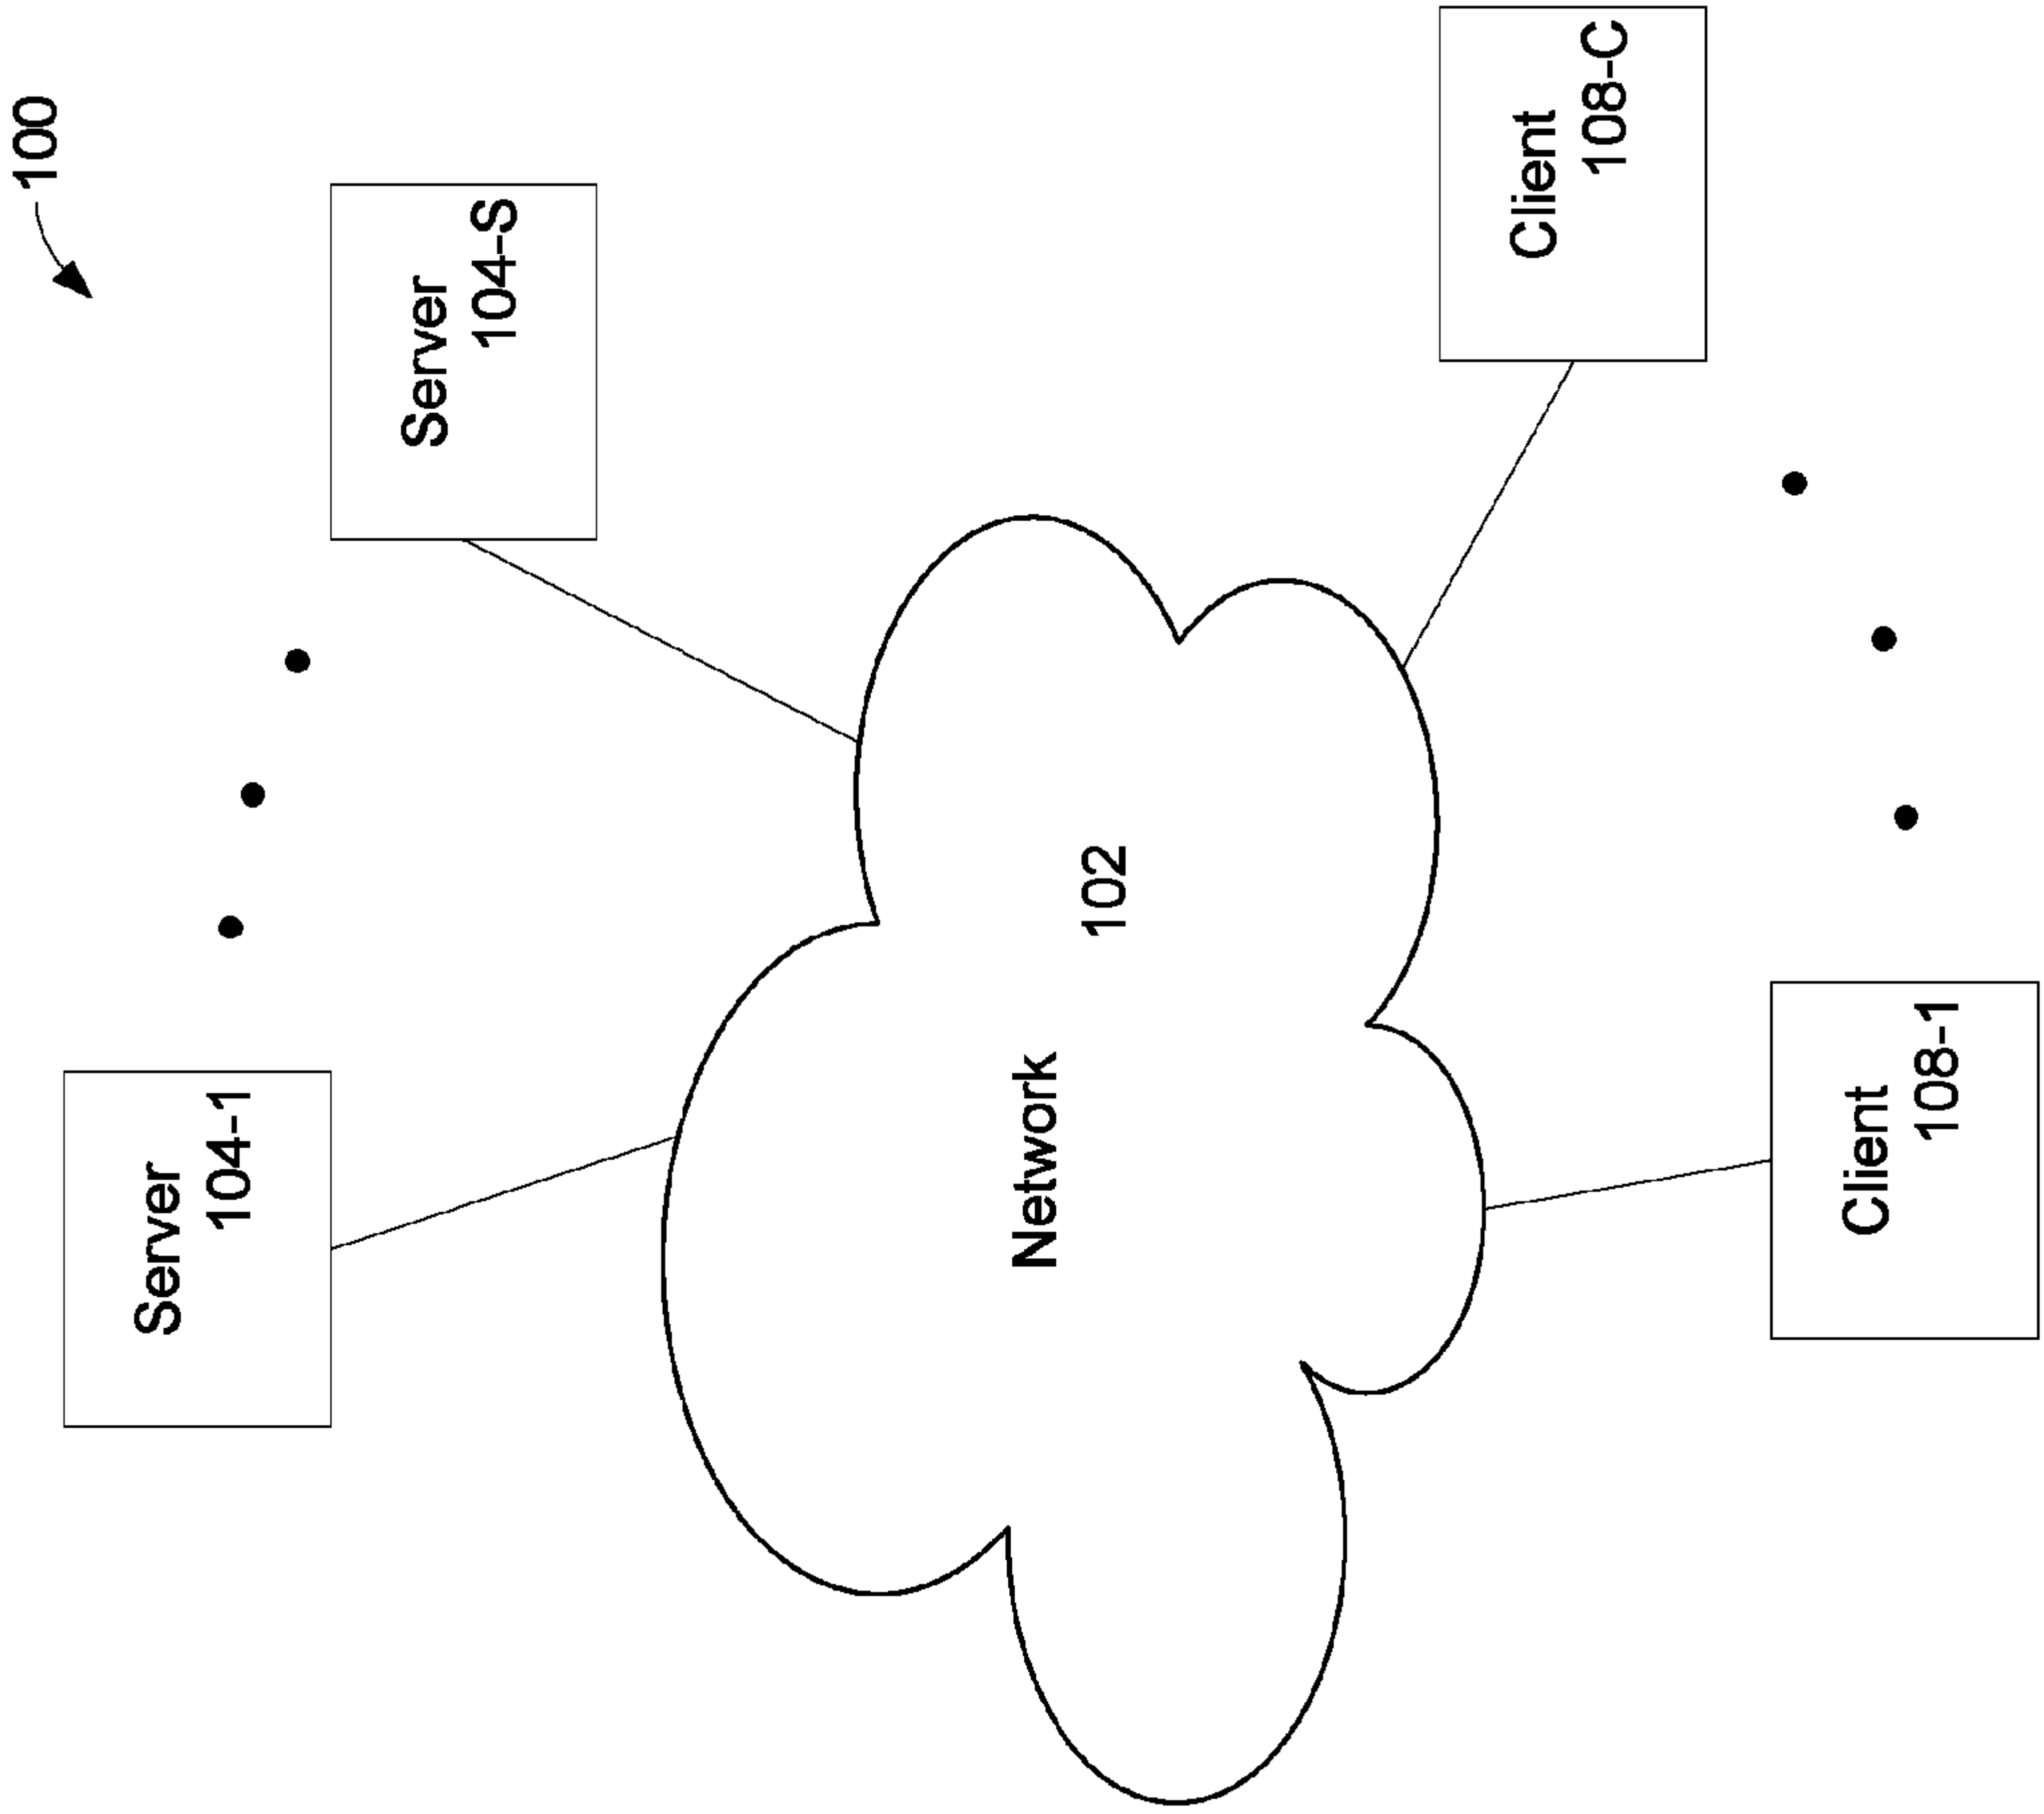 100
Server
104-1
Server
104-S
Network
102
Client
108-1
Client
108-C